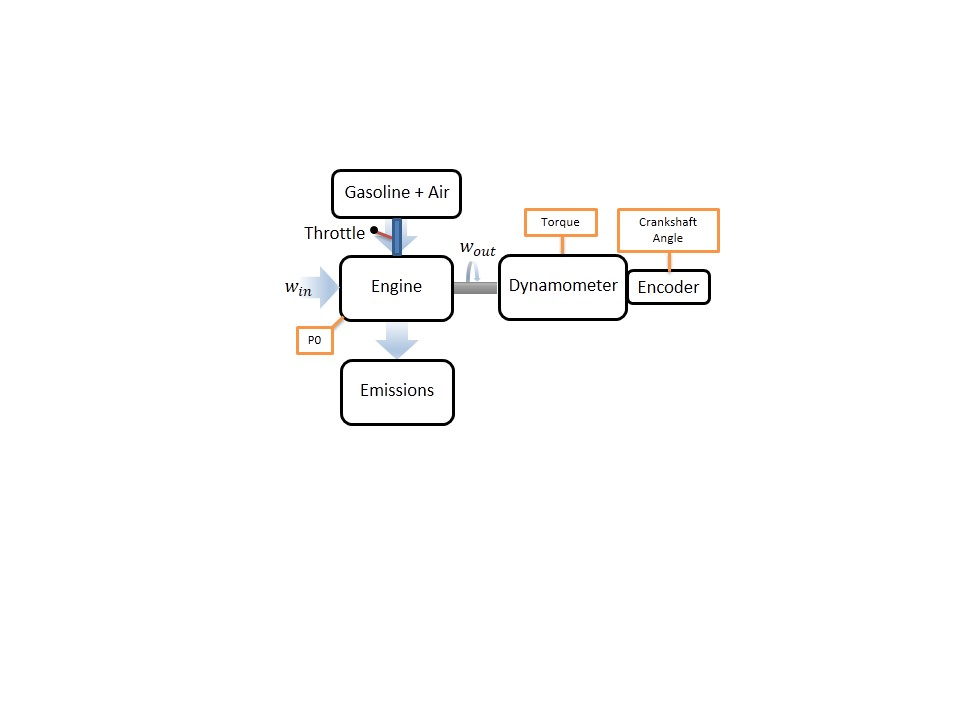 Gasoline + Air
Throttle
w_in
Engine
w_out
Torque
Crankshaft
Angle
Dynamometer
Encoder
P0
Emissions